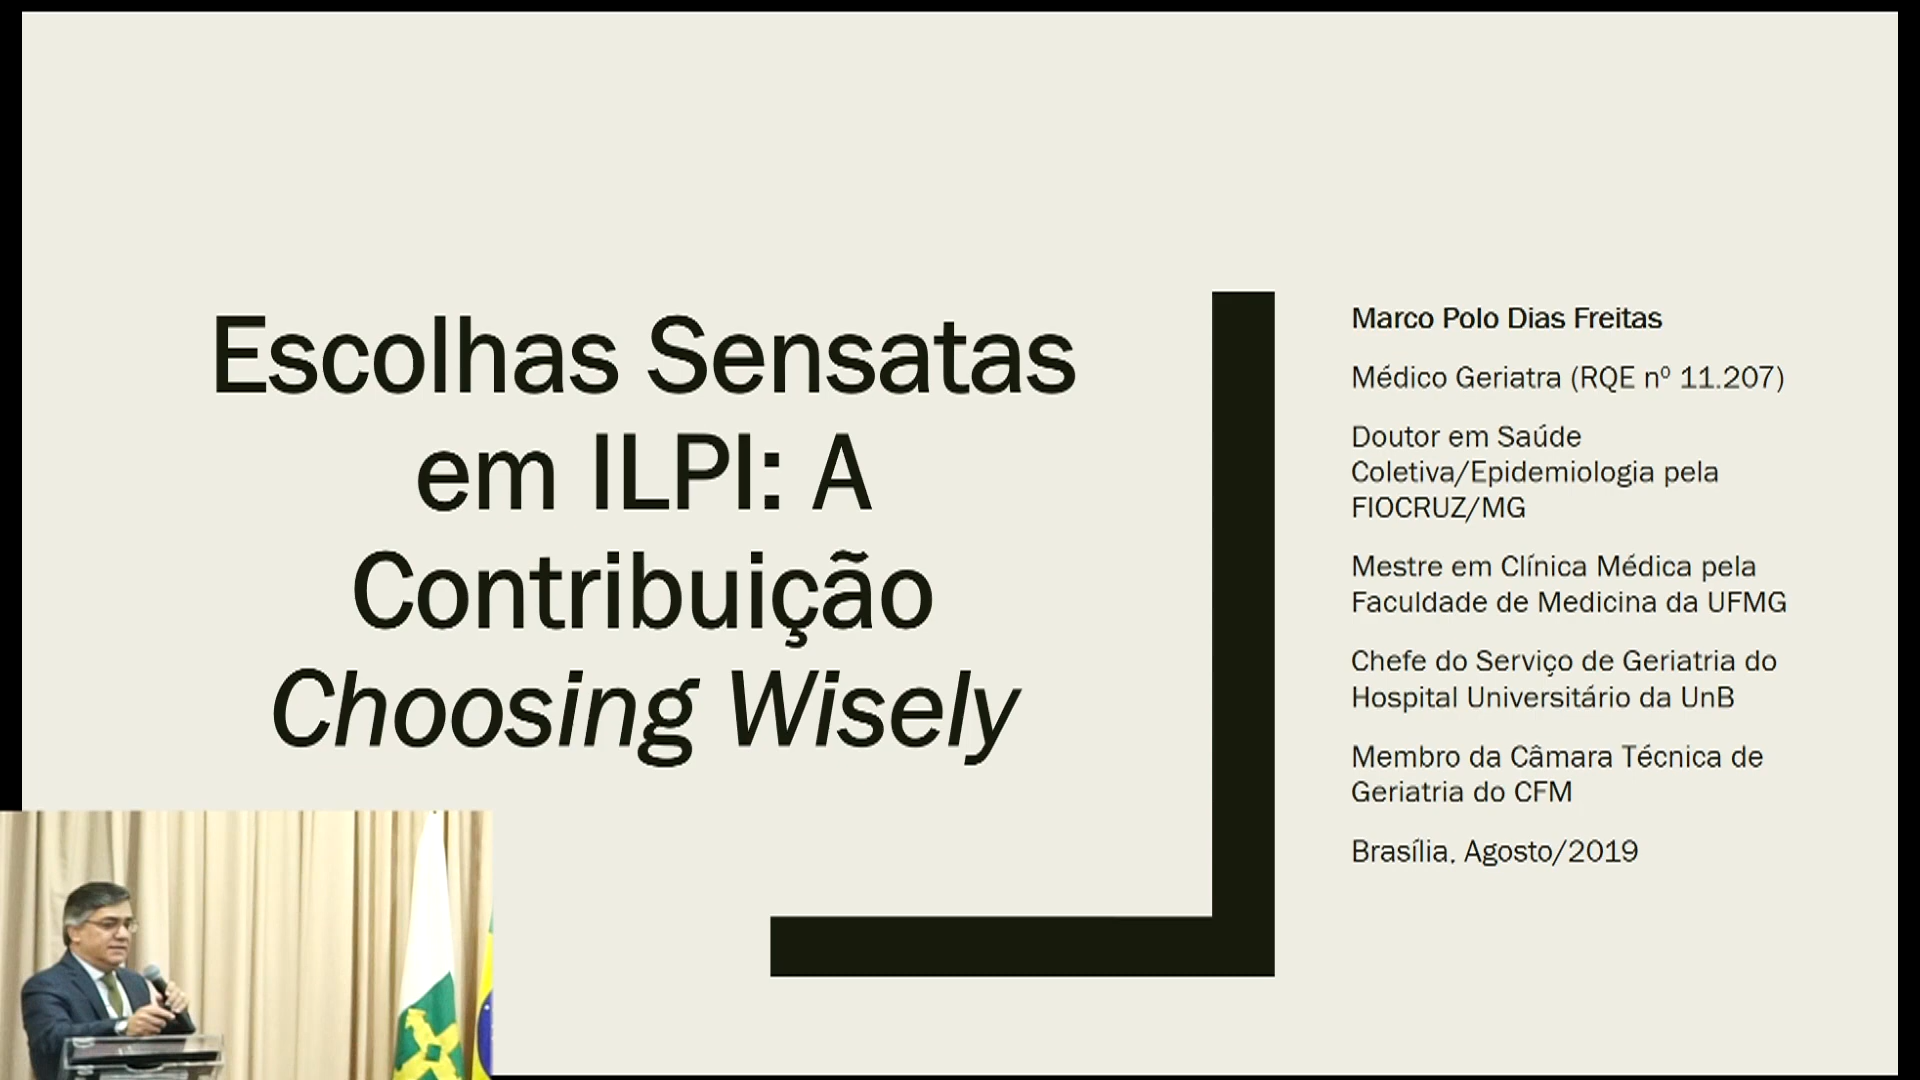 Escolhas Sensatas
em ILPI: A
Contribuição
Choosing Wisely
Marco Polo Dias Freitas
Médico Geriatra (RQE nº 11.207)
Doutor em Saúde
Coletiva/Epidemiologia pela
FIOCRUZ/MG
Mestre em Clínica Médica pela
Faculdade de Medicina da UFMG
Chefe do Serviço de Geriatria do
Hospital Universitário da UnB
Membro da Câmara Técnica de
Geriatria do CFM
Brasília, Agosto/2019